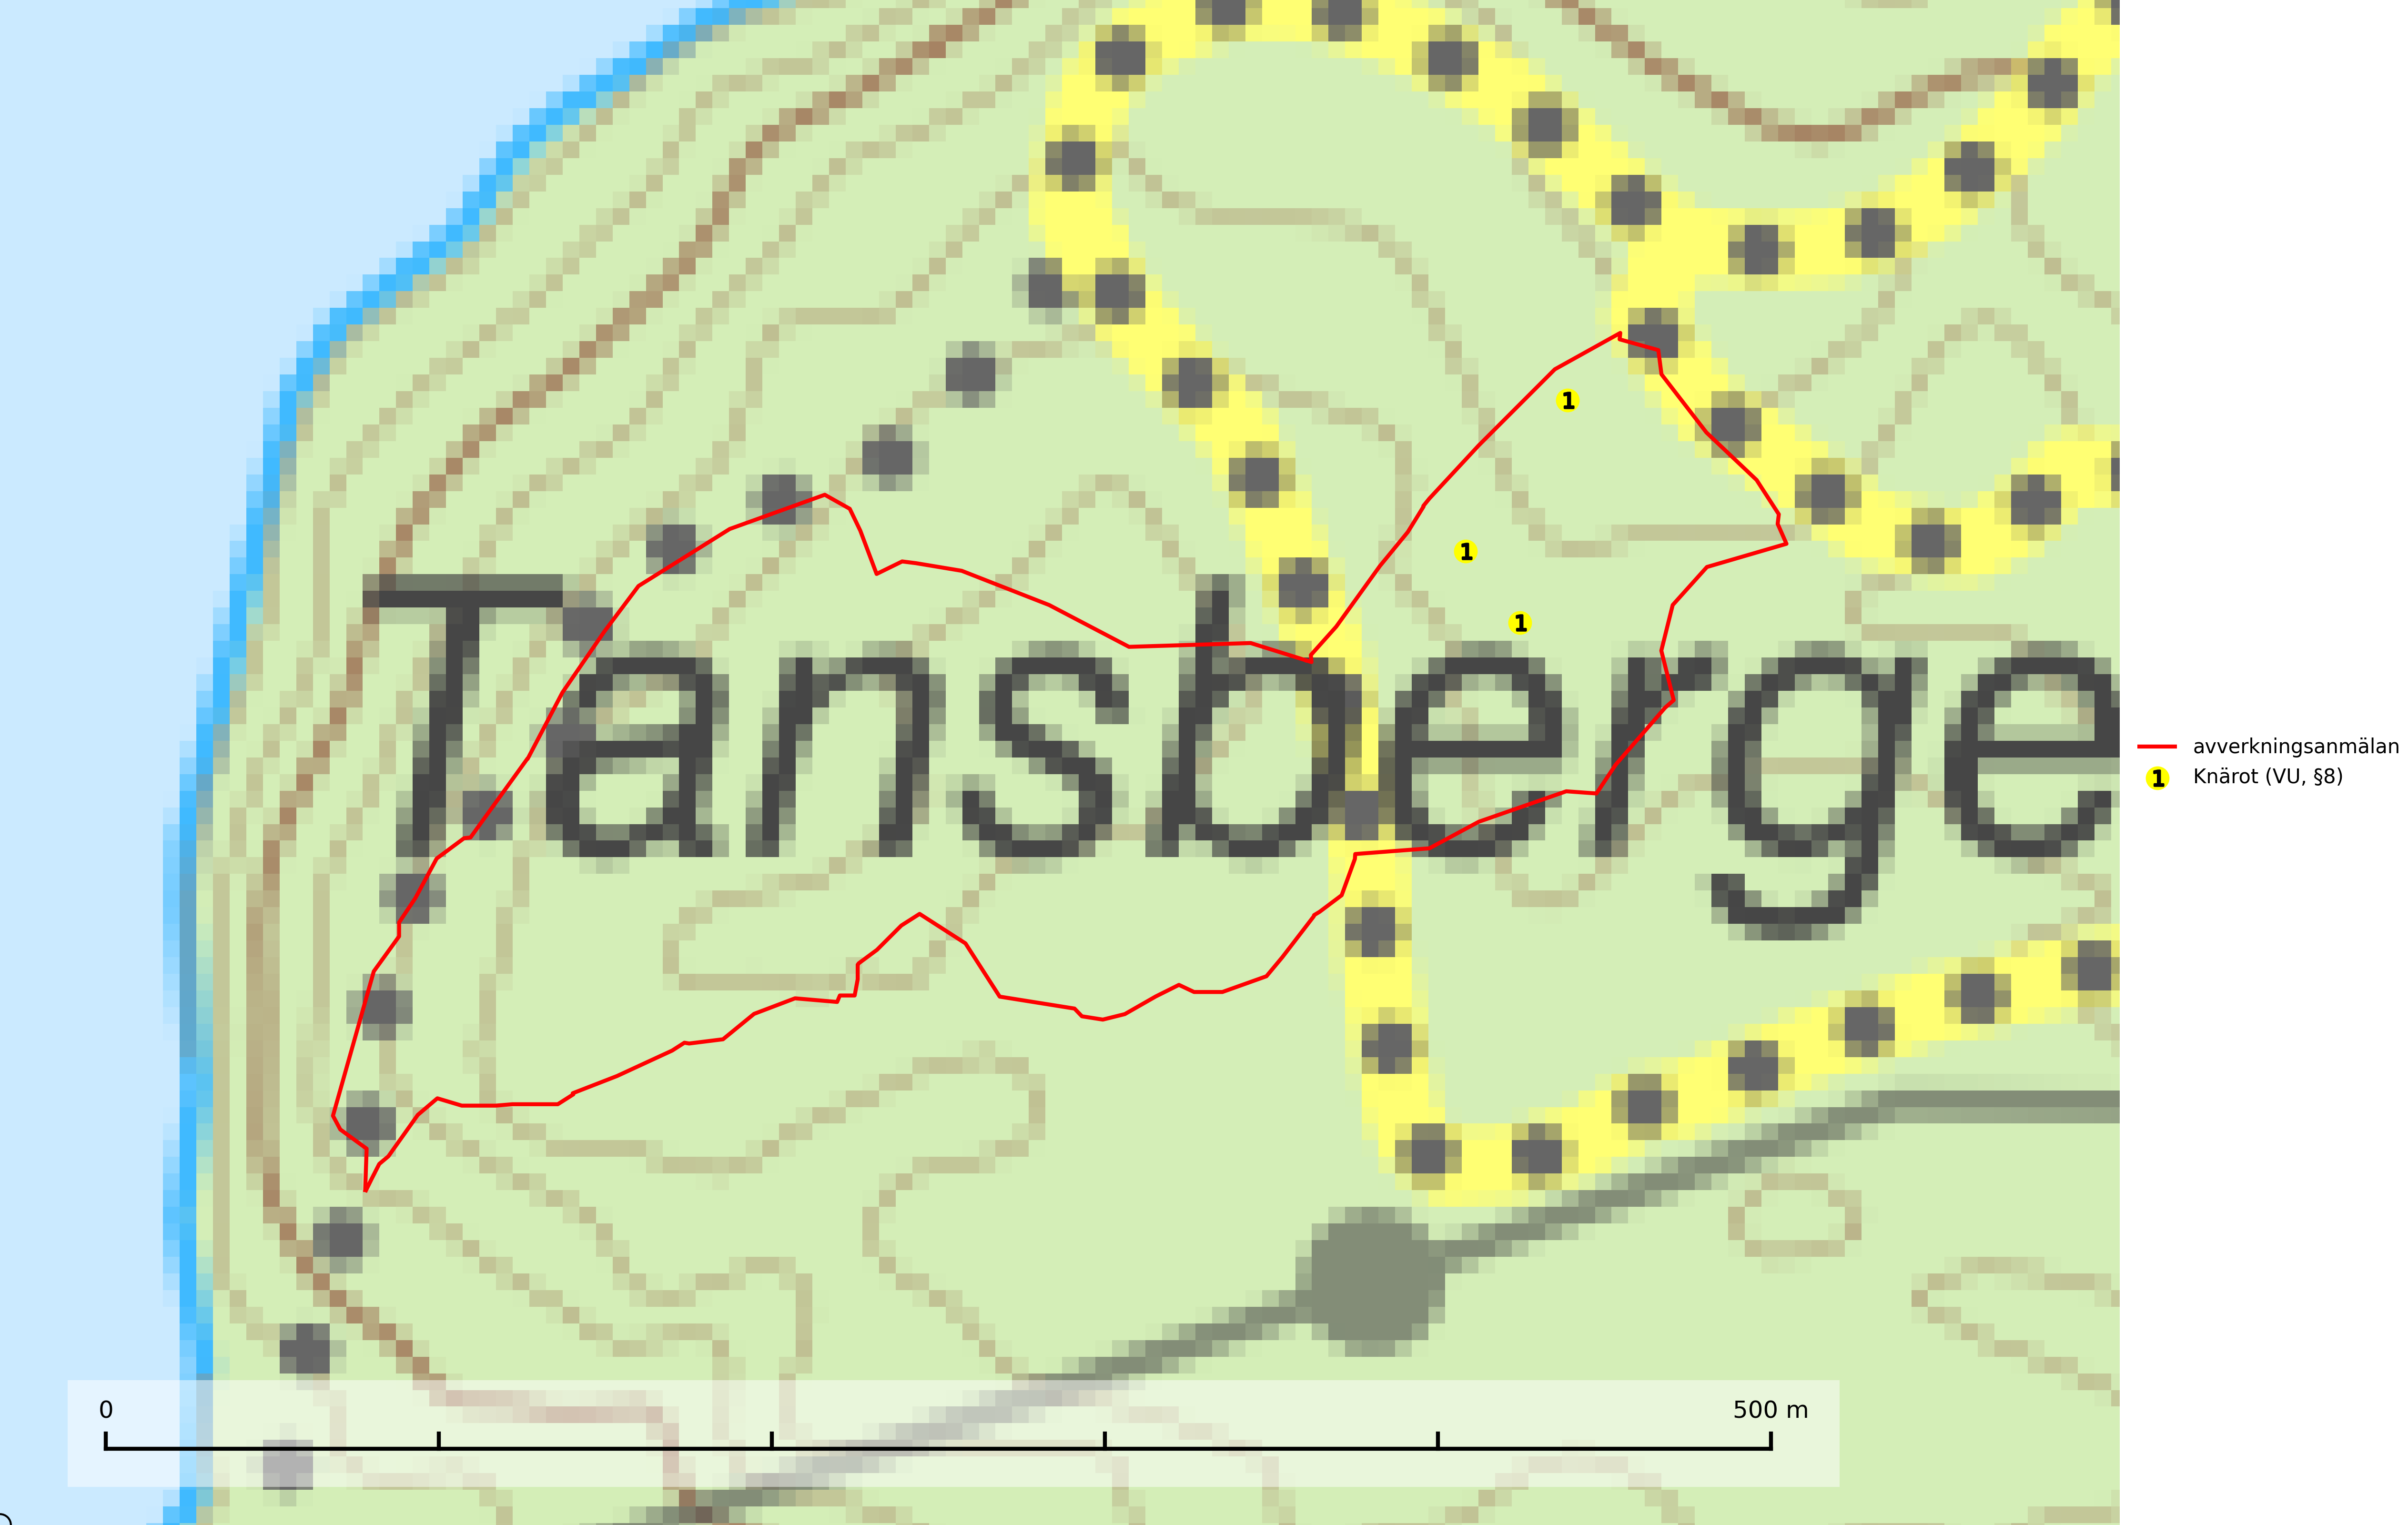 1
1
1
Tansberge
avverkningsanmälan
1 Knärot (VU, §8)
0 500 m